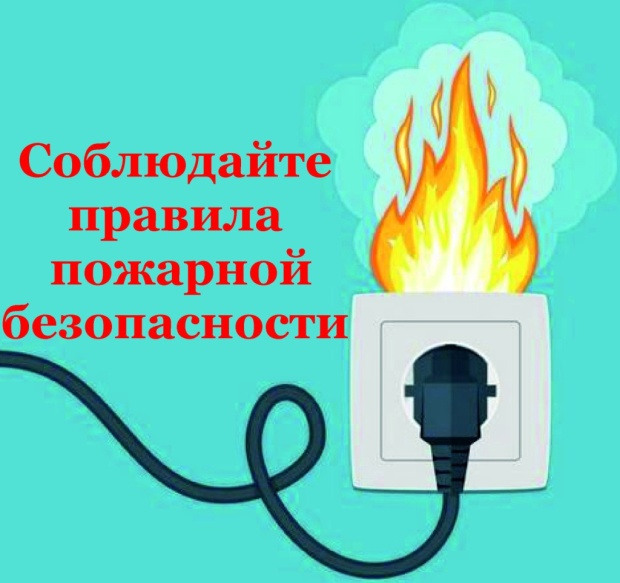 Соблюдайте
правила
пожарной
безопасности